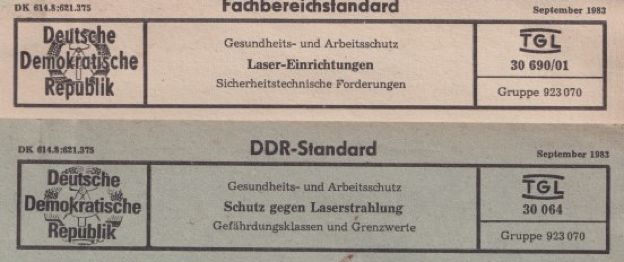 Fachbereichstandard
DK 614.8:621.375
September 1982
Deutsche
Demokratische
Republik
Gesundheits- und Arbeitsschutz
Laser-Einrichtungen
Sicherheitstechnische Forderungen
TGL
30 690/01
Gruppe 923 070
DDR-Standard
DK 614.8:621.375
September 1983
Deutsche
Demokratische
Republik
Gesundheits- und Arbeitsschutz
Schutz gegen Laserstrahlung
Gefährdungsklassen und Grenzwerte
TGL
30 064
Gruppe 923 070